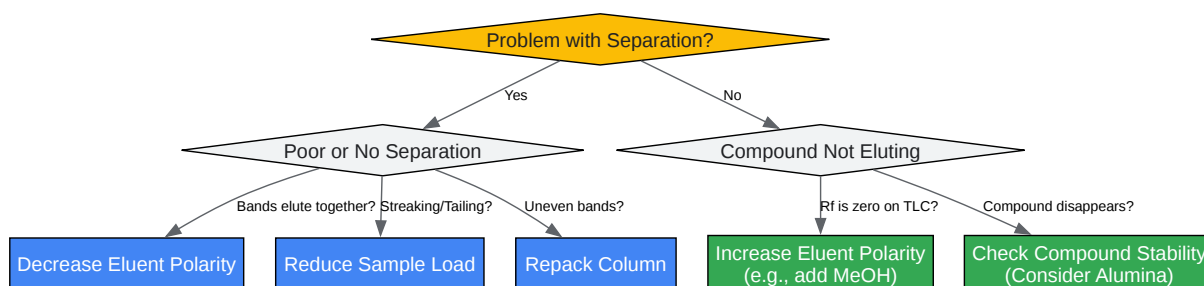 Problem with Separation?
Yes
No
Poor or No Separation
Compound Not Eluting
Bands elute together?
Streaking/Tailing?
Uneven bands?
Rf is zero on TLC?
Compound disappears?
Decrease Eluent Polarity
Reduce Sample Load
Repack Column
Increase Eluent Polarity
(e.g., add MeOH)
Check Compound Stability
(Consider Alumina)